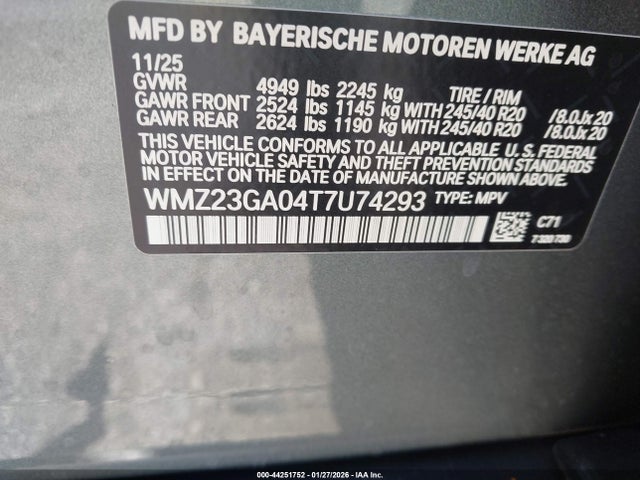 MFD BY BAYERISCHE MOTOREN WERKE AG
11/25
GVWR 4949 lbs 2245 kg TIRE / RIM
GAWR FRONT 2524 lbs 1145 kg WITH 245/40 R20 /8.0Jx20
GAWR REAR 2624 lbs 1190 kg WITH 245/40 R20 /8.0Jx20
THIS VEHICLE CONFORMS TO ALL APPLICABLE U.S. FEDERAL
MOTOR VEHICLE SAFETY AND THEFT PREVENTION STANDARDS
IN EFFECT ON THE DATE OF MANUFACTURE SHOWN ABOVE.
WMZ23GA04T7U74293 TYPE: MPV
C71
000-44251752 - 01/27/2026 - IAA Inc.